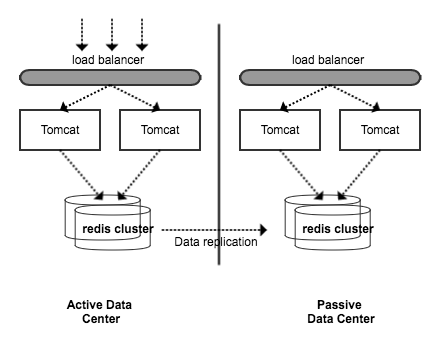 load balancer
load balancer
Tomcat
Tomcat
Tomcat
Tomcat
redis cluster
redis cluster
Data replication
Active Data
Center
Passive
Data Center